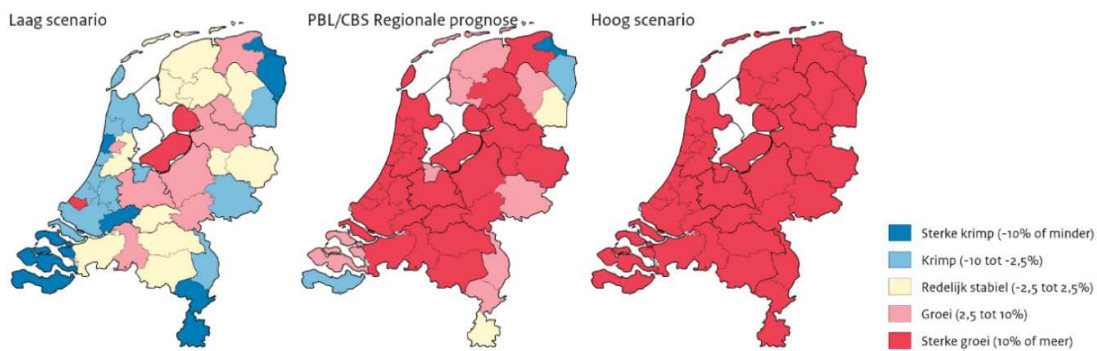 Laag scenario
PBL/CBS Regionale prognose
Hoog scenario
Sterke krimp (-10% of minder)
Krimp (-10 tot -2,5%)
Redelijk stabiel (-2,5 tot 2,5%)
Groei (2,5 tot 10%)
Sterke groei (10% of meer)